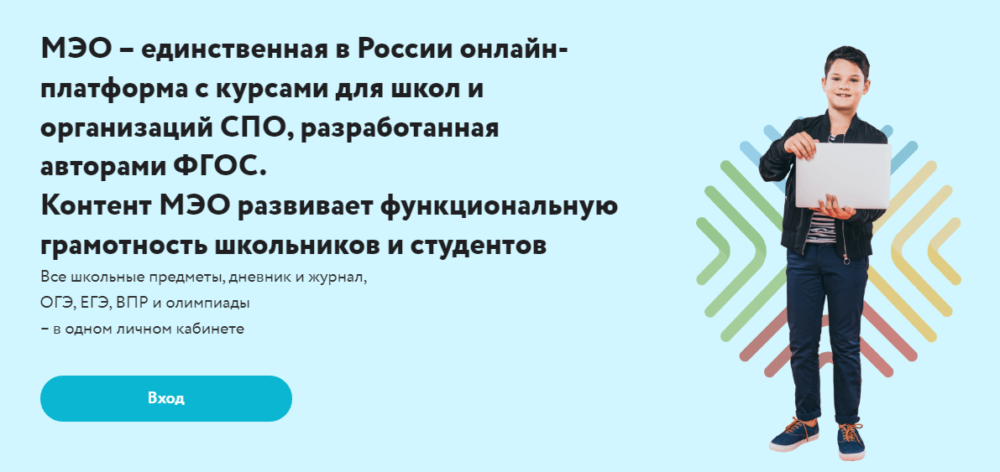 МЭО – единственная в России онлайн-
платформа с курсами для школ и
организаций СПО, разработанная
авторами ФГОС.
Контент МЭО развивает функциональную
грамотность школьников и студентов
Все школьные предметы, дневник и журнал,
ОГЭ, ЕГЭ, ВПР и олимпиады
– в одном личном кабинете
Вход